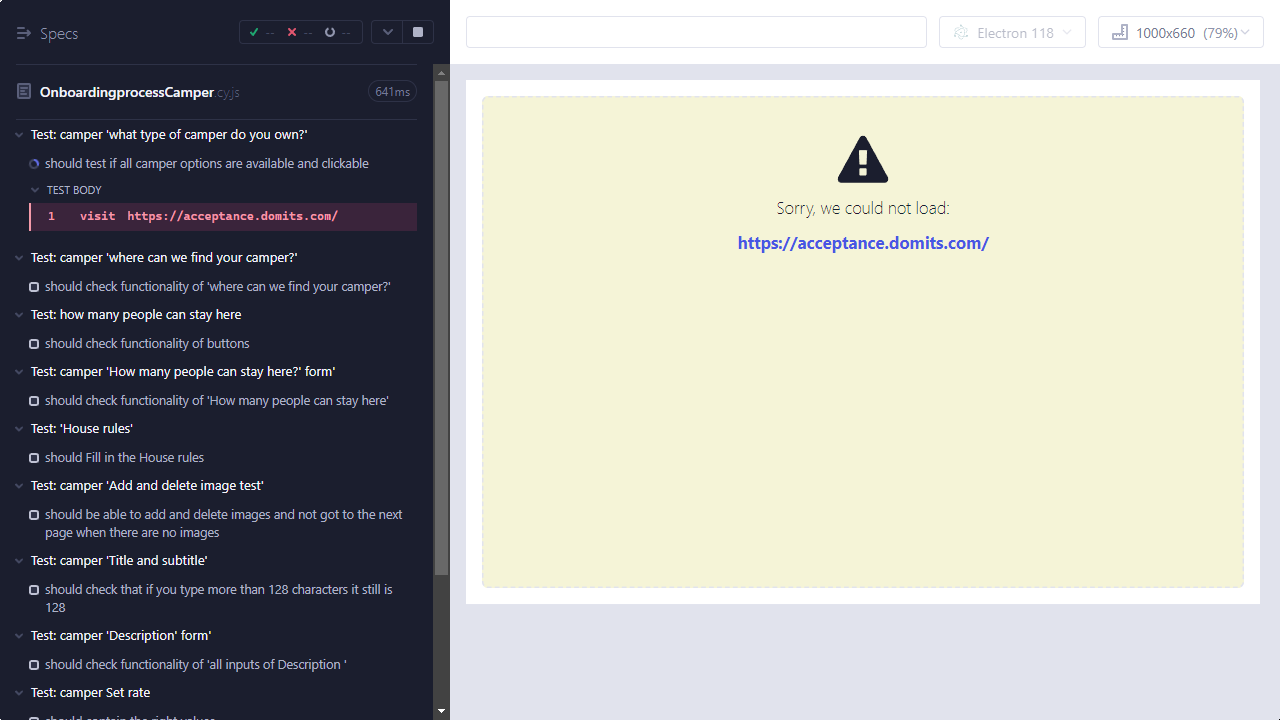 Specs
-- -- --
OnboardingprocessCamper.cy.js 641ms
Test: camper 'what type of camper do you own?'
should test if all camper options are available and clickable
TEST BODY
1 visit https://acceptance.domits.com/
Test: camper 'where can we find your camper?'
should check functionality of 'where can we find your camper?'
Test: how many people can stay here
should check functionality of buttons
Test: camper 'How many people can stay here?' form'
should check functionality of 'How many people can stay here'
Test: 'House rules'
should Fill in the House rules
Test: camper 'Add and delete image test'
should be able to add and delete images and not got to the next
page when there are no images
Test: camper 'Title and subtitle'
should check that if you type more than 128 characters it still is
128
Test: camper 'Description' form'
should check functionality of 'all inputs of Description '
Test: camper Set rate
should contain the right values
Electron 118
1000x660 (79%)
Sorry, we could not load:
https://acceptance.domits.com/